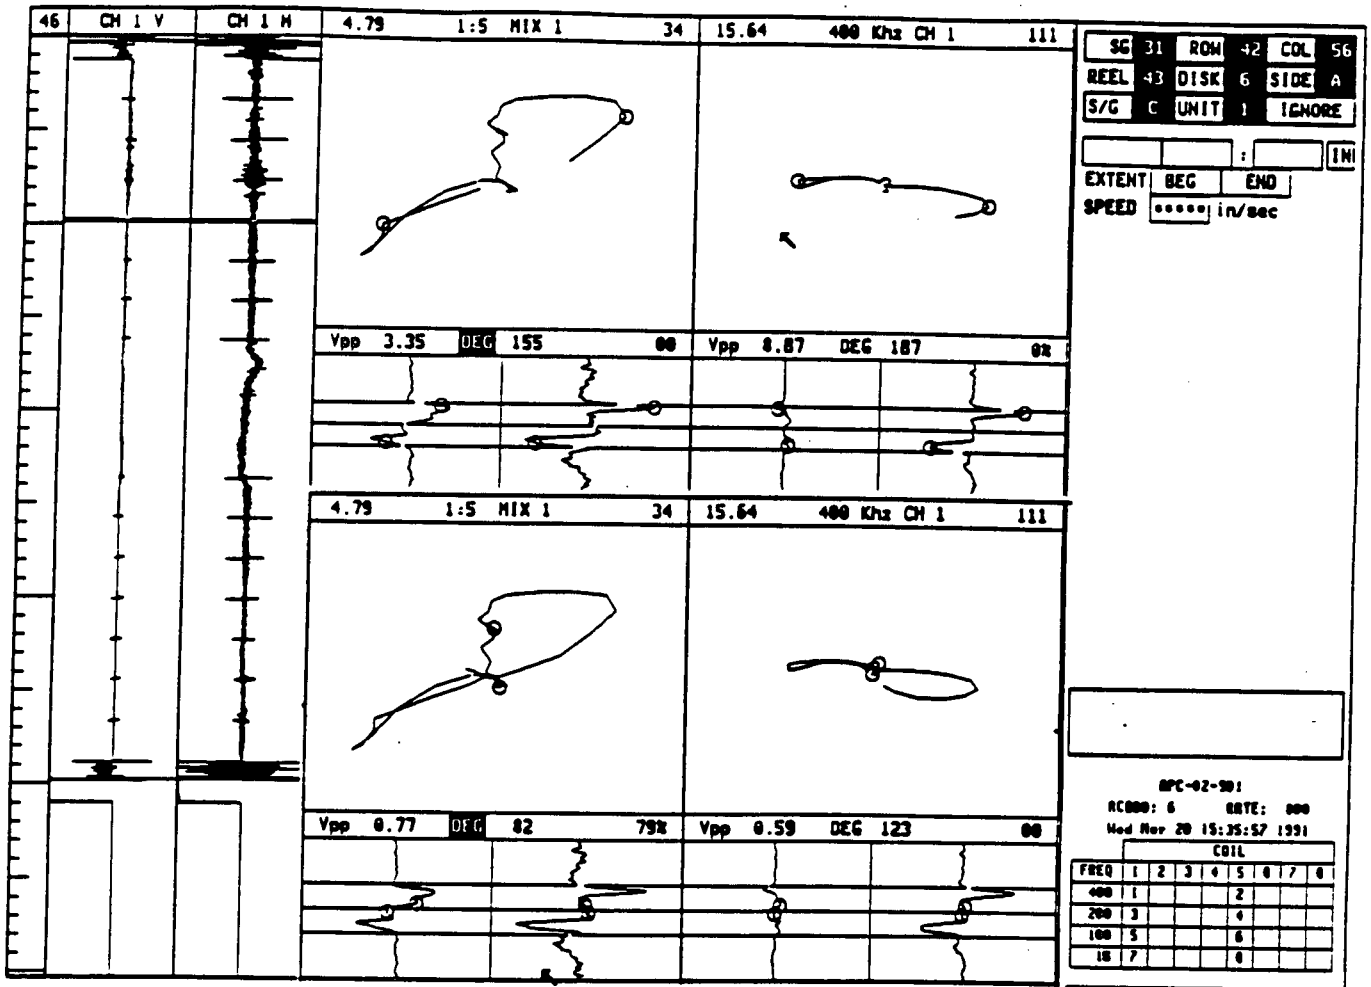 46 CH 1 V CH 1 H
4.79 1:5 MIX 1 34
15.64 400 Khz CH 1 111
SG 31 ROW 42 COL 56
REEL 43 DISK 6 SIDE A
S/G C UNIT 1 IGNORE
: IN
EXTENT BEG END
SPEED ***** in/sec
Vpp 3.35 DEG 155 00
Vpp 8.87 DEG 187 0%
4.79 1:5 MIX 1 34
15.64 400 Khz CH 1 111
Vpp 0.77 DEG 82 79%
Vpp 0.59 DEG 123 00
Wed Mar 20 15:35:57 1991
COIL
FREQ 1 2 3 4 5 6 7 8
400 1 2
200 3 4
100 5 6
7